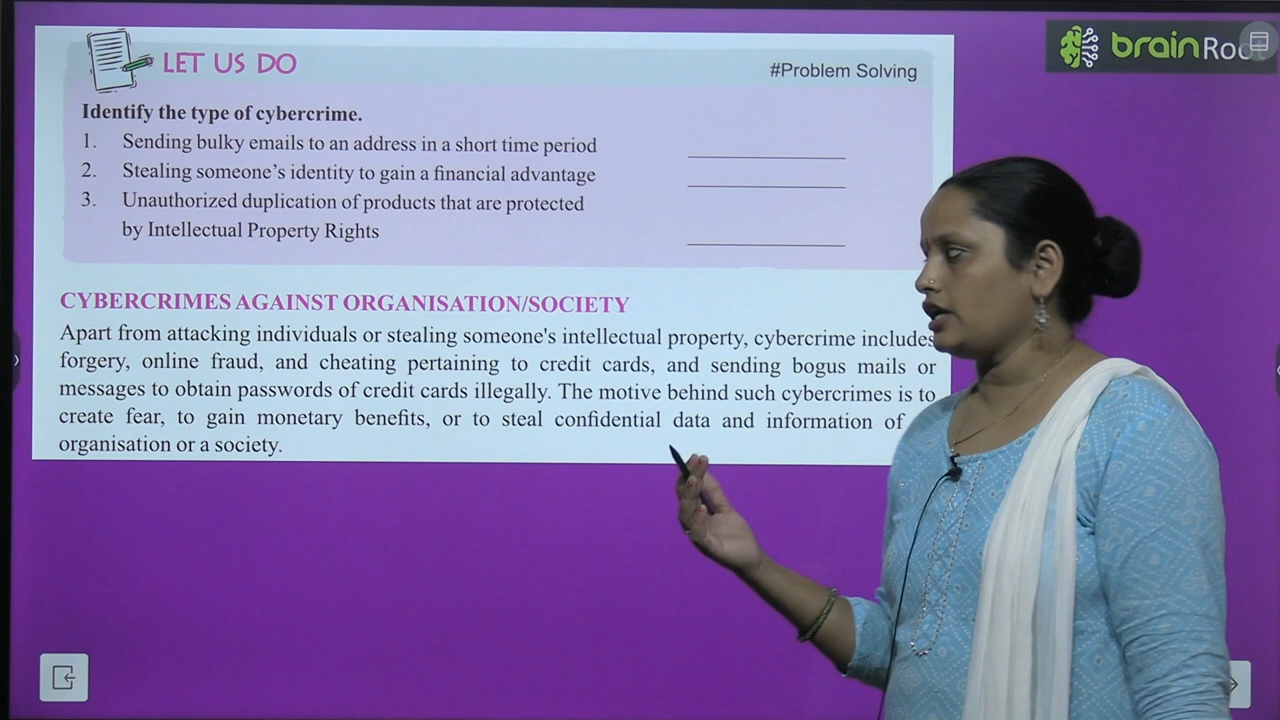 LET US DO
#Problem Solving
Identify the type of cybercrime.
1. Sending bulky emails to an address in a short time period
2. Stealing someone's identity to gain a financial advantage
3. Unauthorized duplication of products that are protected
by Intellectual Property Rights
CYBERCRIMES AGAINST ORGANISATION/SOCIETY
Apart from attacking individuals or stealing someone's intellectual property, cybercrime includes
forgery, online fraud, and cheating pertaining to credit cards, and sending bogus mails or
messages to obtain passwords of credit cards illegally. The motive behind such cybercrimes is to
create fear, to gain monetary benefits, or to steal confidential data and information of
organisation or a society.
brain